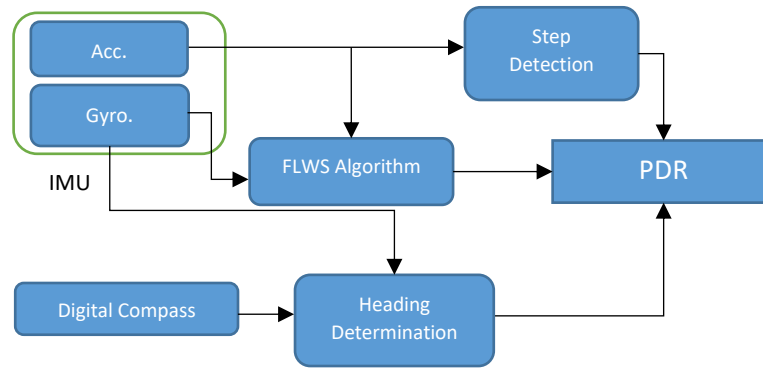 Acc.
Step
Detection
Gyro.
FLWS Algorithm
PDR
IMU
Digital Compass
Heading
Determination